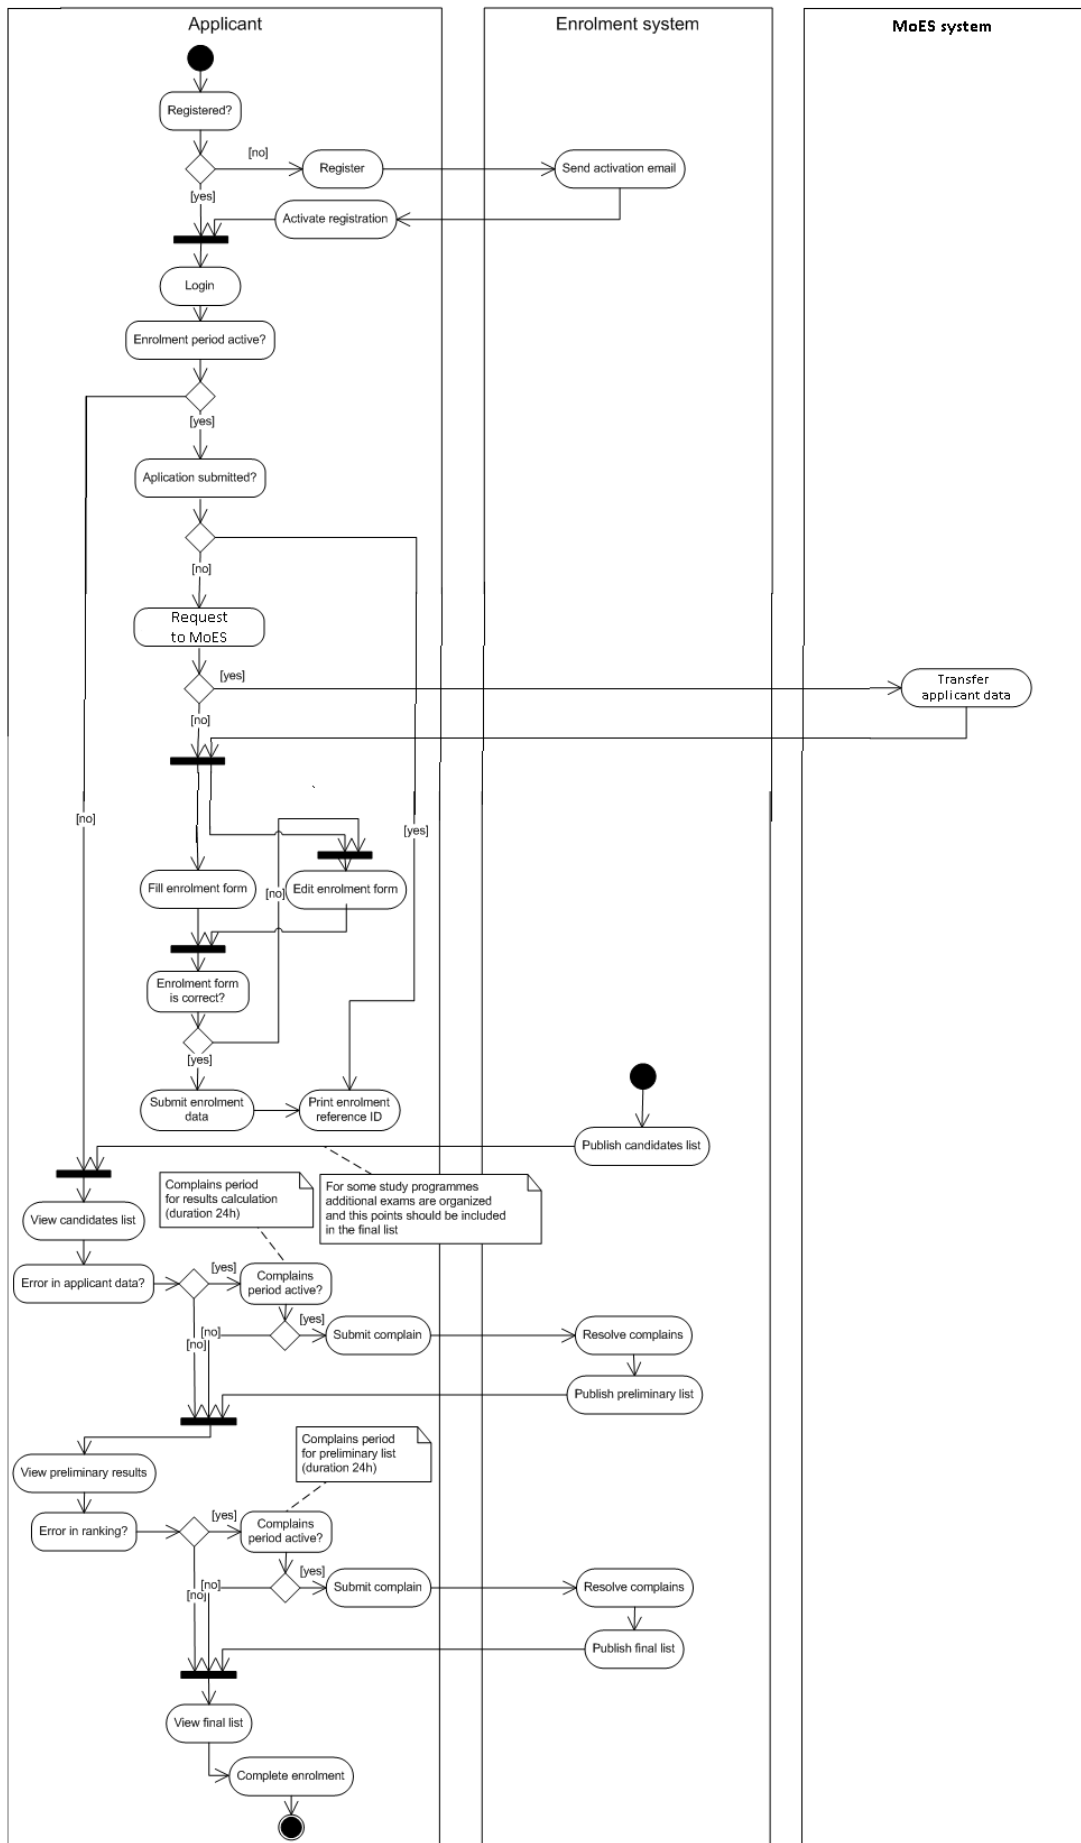 Applicant
Enrolment system
MoES system
Registered?
[no]
Register
Send activation email
[yes]
Activate registration
Login
Enrolment period active?
[yes]
Aplication submitted?
[no]
Request
to MoES
[yes]
Transfer
applicant data
[no]
[no]
[yes]
Fill enrolment form
[no]
Edit enrolment form
Enrolment form
is correct?
[yes]
Submit enrolment
data
Print enrolment
reference ID
Publish candidates list
Complains period
for results calculation
(duration 24h)
For some study programmes
additional exams are organized
and this points should be included
in the final list
View candidates list
Error in applicant data?
[yes]
Complains
period active?
[no]
[no]
[yes]
Submit complain
Resolve complains
Publish preliminary list
Complains period
for preliminary list
(duration 24h)
View preliminary results
Error in ranking?
[yes]
Complains
period active?
[no]
[no]
[yes]
Submit complain
Resolve complains
Publish final list
View final list
Complete enrolment